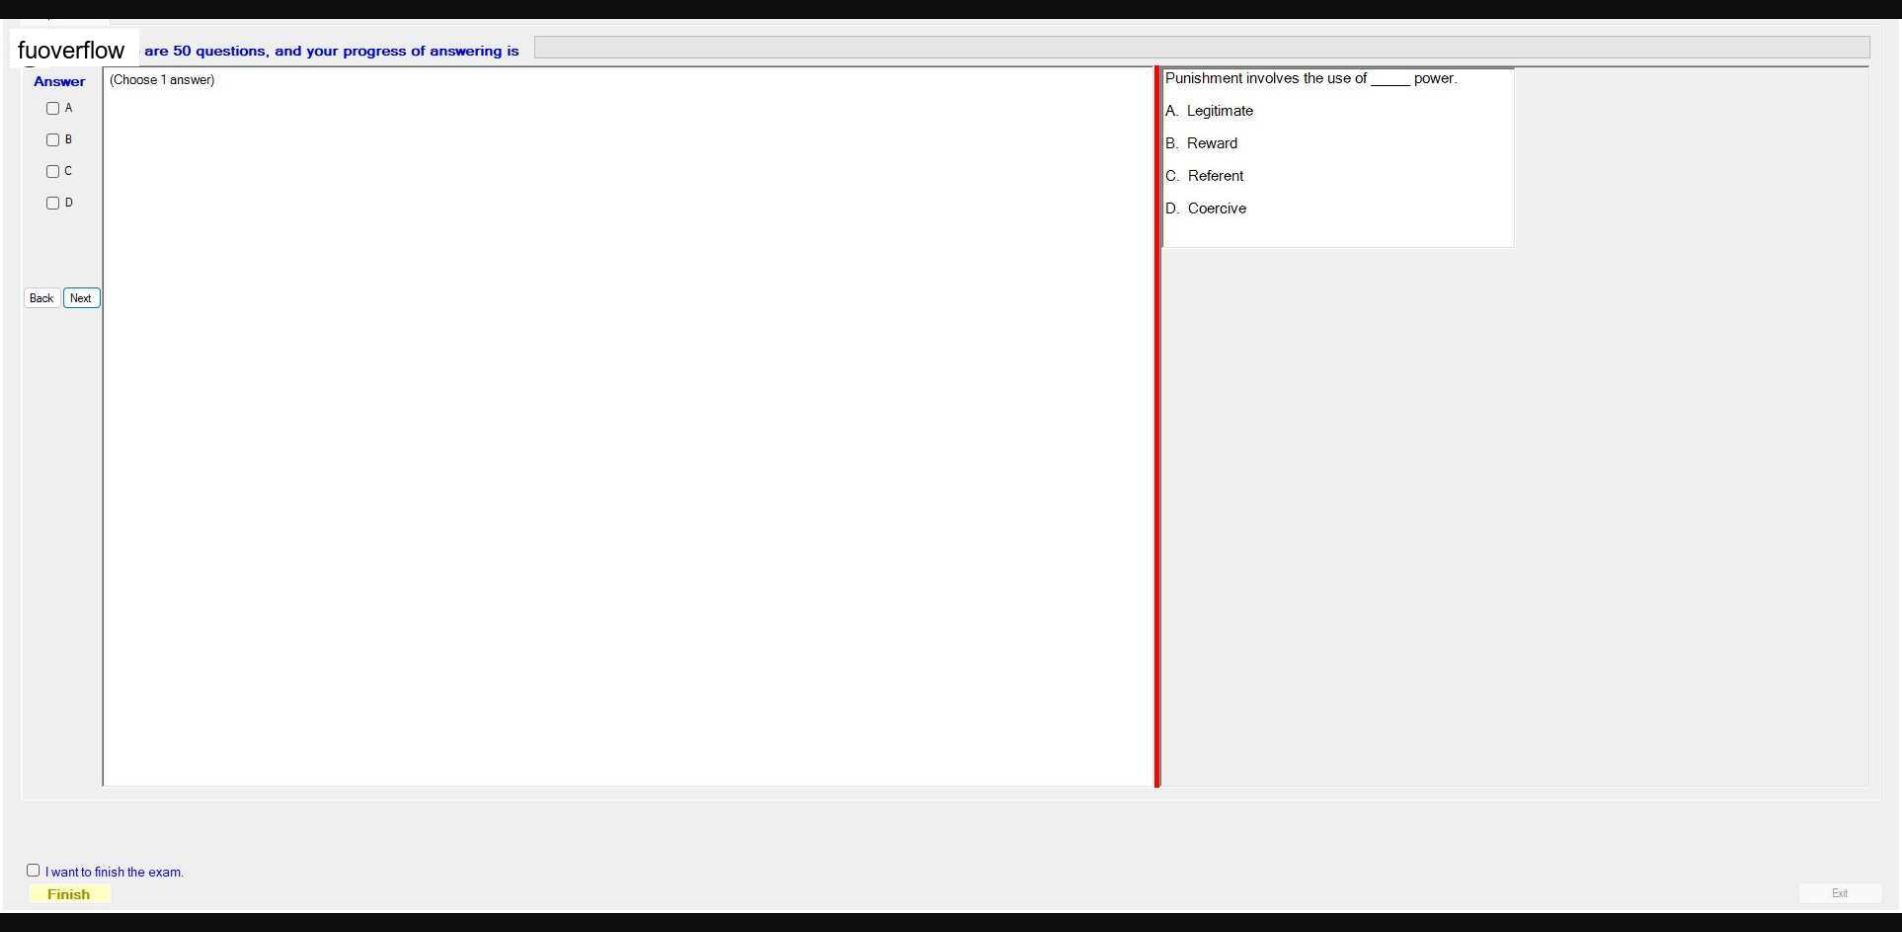 fuoverflow are 50 questions, and your progress of answering is
Answer
(Choose 1 answer)
A
B
C
D
Back Next
Punishment involves the use of _____ power.
A. Legitimate
B. Reward
C. Referent
D. Coercive
I want to finish the exam.
Finish
Exit